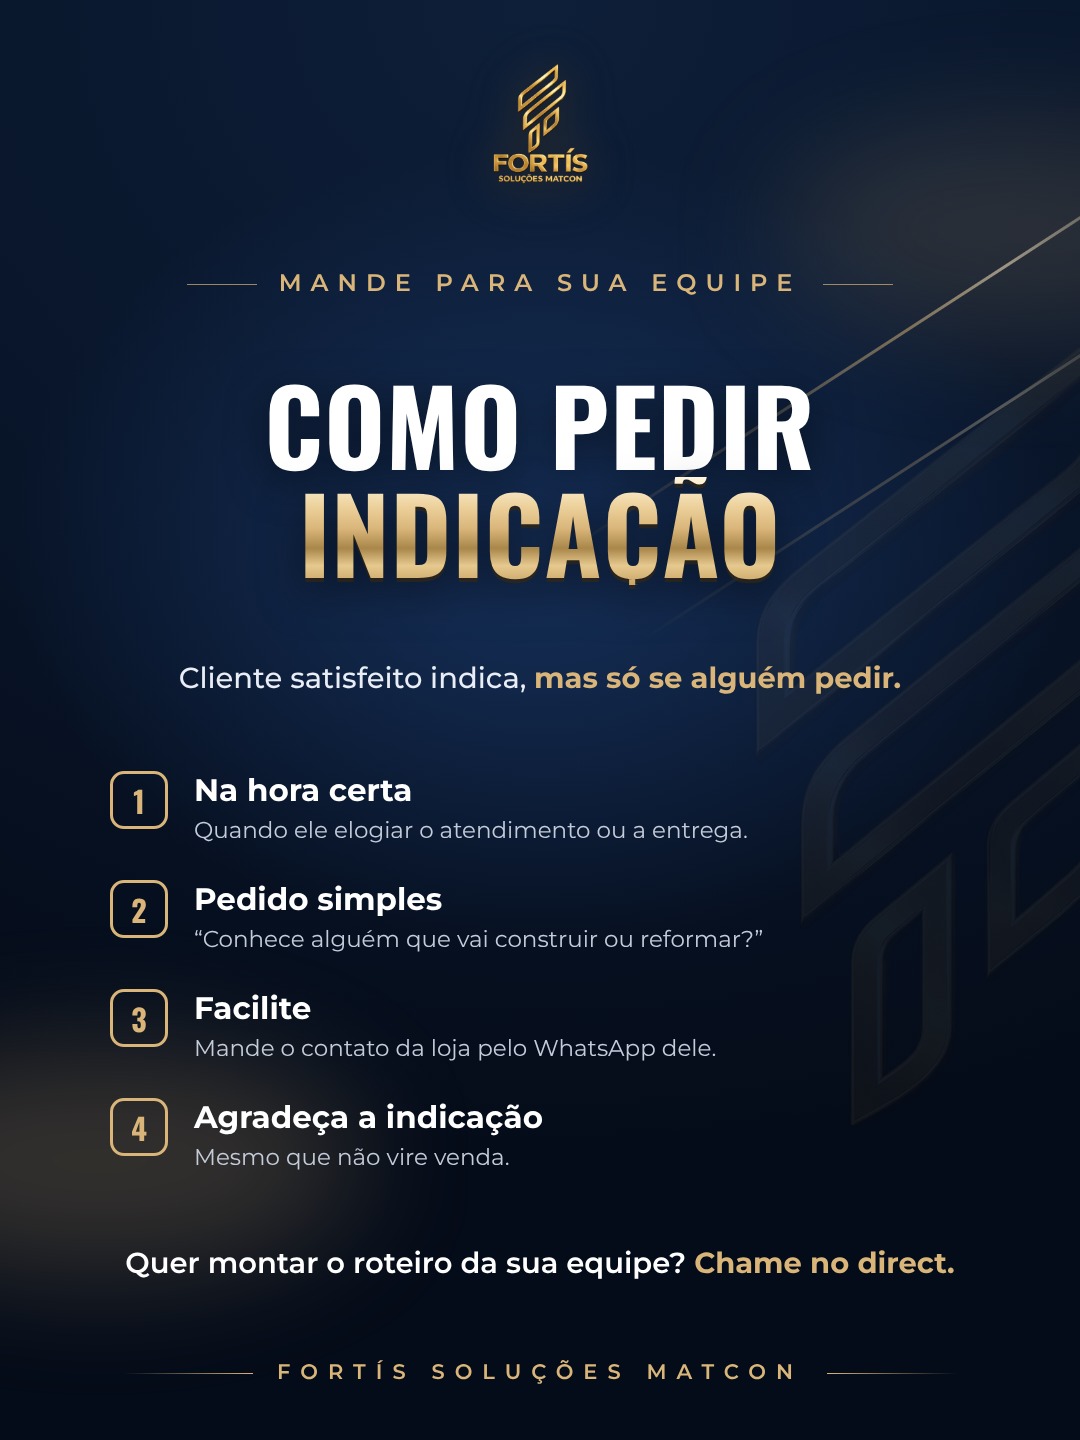 FORTÍS
SOLUÇÕES MATCON
MANDE PARA SUA EQUIPE
COMO PEDIR
INDICAÇÃO
Cliente satisfeito indica, mas só se alguém pedir.
1
Na hora certa
Quando ele elogiar o atendimento ou a entrega.
2
Pedido simples
“Conhece alguém que vai construir ou reformar?”
3
Facilite
Mande o contato da loja pelo WhatsApp dele.
4
Agradeça a indicação
Mesmo que não vire venda.
Quer montar o roteiro da sua equipe? Chame no direct.
FORTÍS SOLUÇÕES MATCON